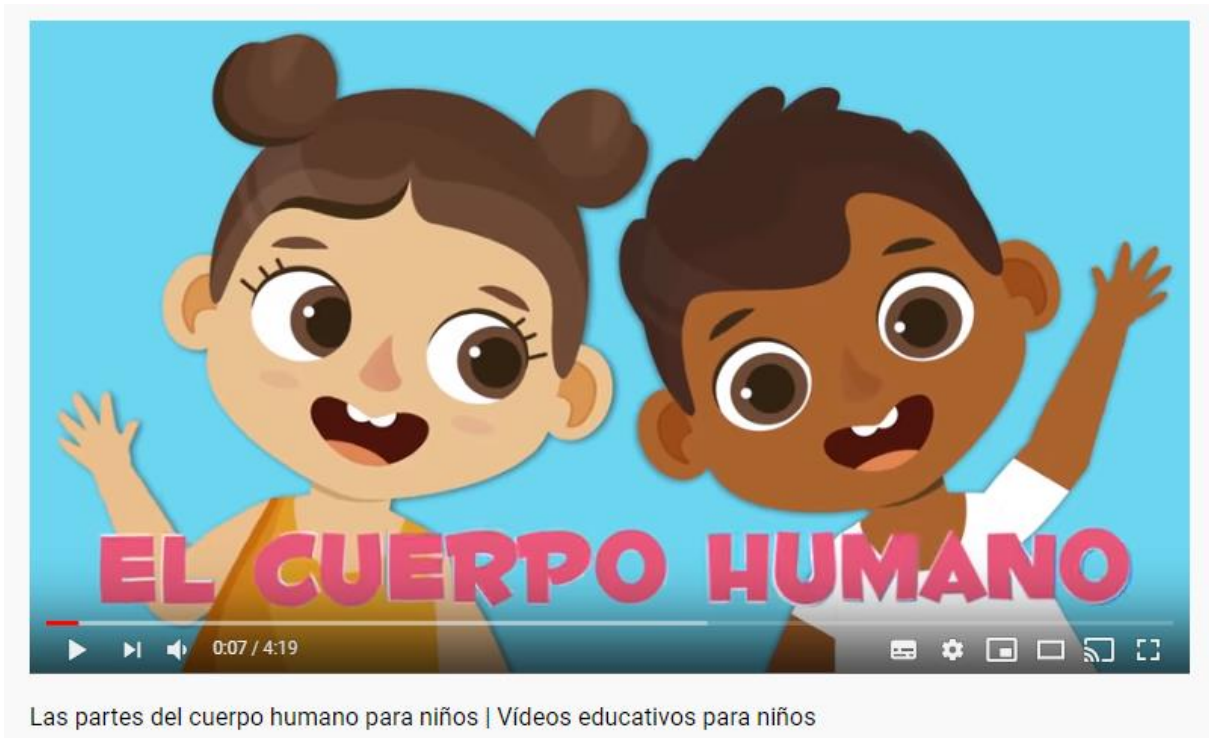 EL CUERPO HUMANO
0:07 / 4:19
Las partes del cuerpo humano para niños | Vídeos educativos para niños